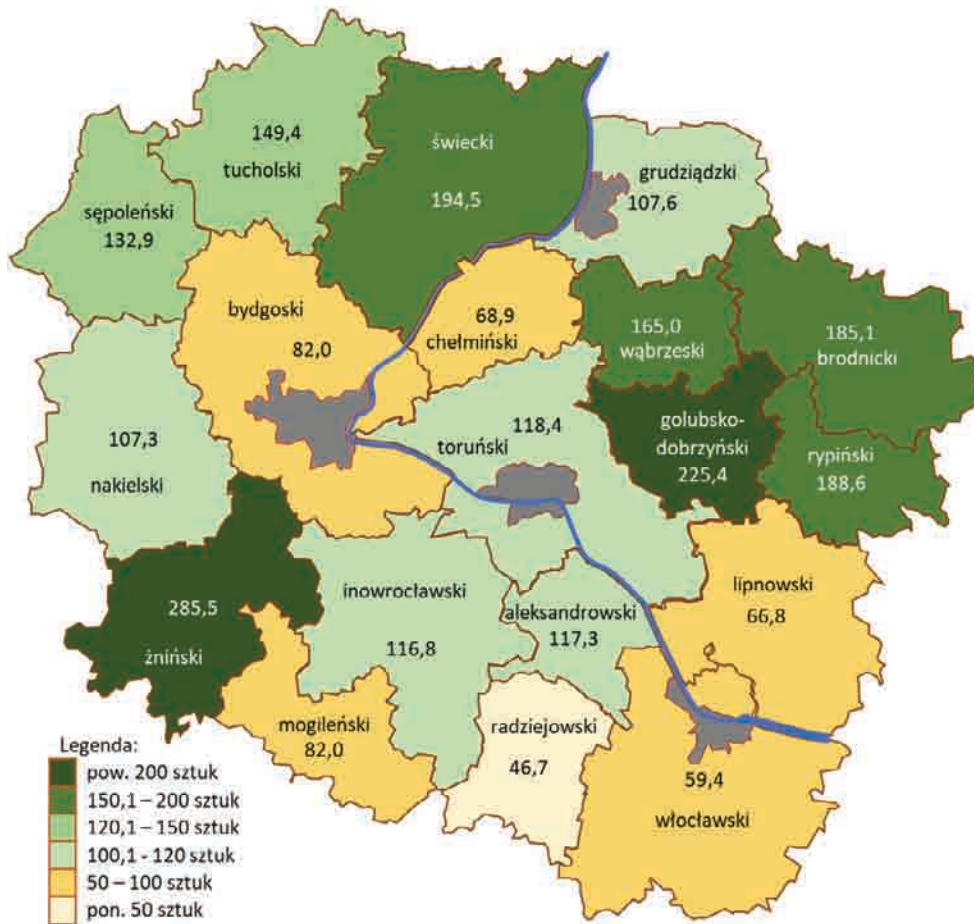 149,4
tucholski
świecki
194,5
grudziądzki
107,6
sępoleński
132,9
bydgoski
82,0
68,9
chełmiński
165,0
wąbrzeski
185,1
brodnicki
107,3
nakielski
toruński
118,4
golubsko-
dobrzyński
225,4
rypiński
188,6
285,5
żniński
inowrocławski
116,8
aleksandrowski
117,3
lipnowski
66,8
mogileński
82,0
radziejowski
46,7
59,4
włocławski
Legenda:
pow. 200 sztuk
150,1 – 200 sztuk
120,1 – 150 sztuk
100,1 - 120 sztuk
50 – 100 sztuk
pon. 50 sztuk